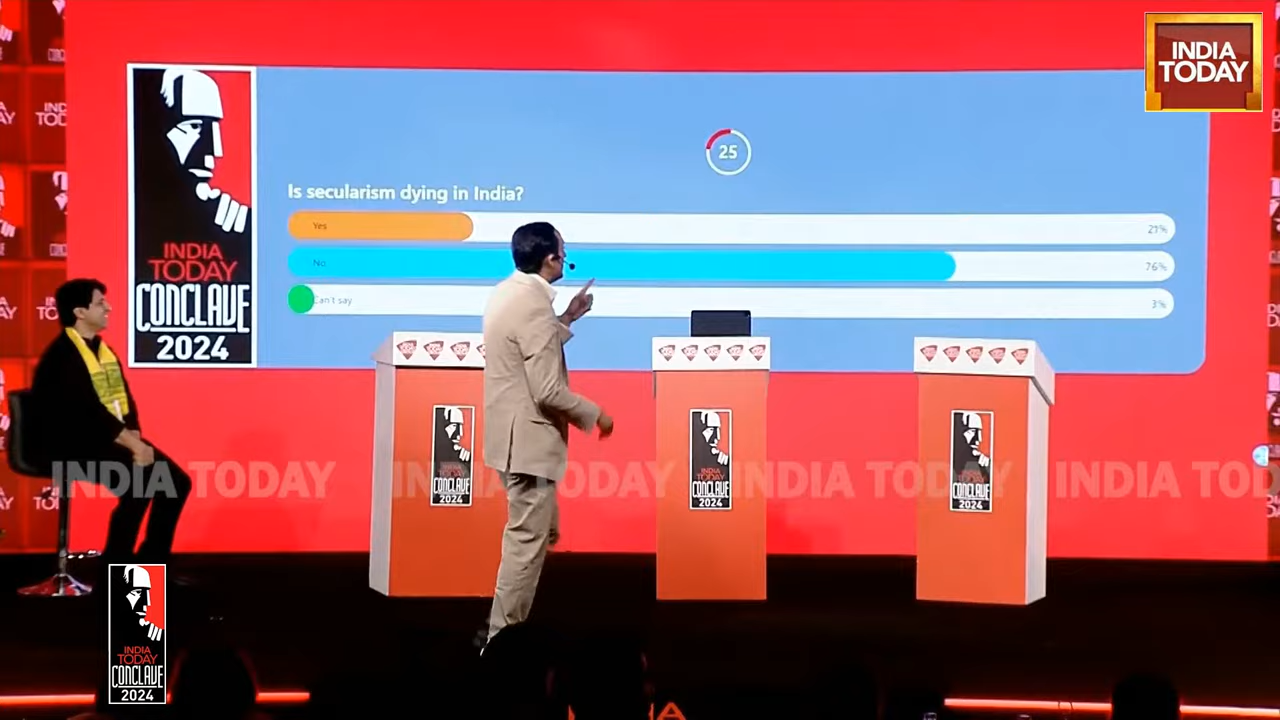 INDIA
TODAY
25
Is secularism dying in India?
Yes
21%
No
76%
Can't say
3%
INDIA
TODAY
CONCLAVE
2024
INDIA
TODAY
CONCLAVE
2024
INDIA
TODAY
CONCLAVE
2024
INDIA
TODAY
CONCLAVE
2024
INDIA TODAY INDIA TODAY INDIA TODAY INDIA TOD
INDIA
TODAY
CONCLAVE
2024